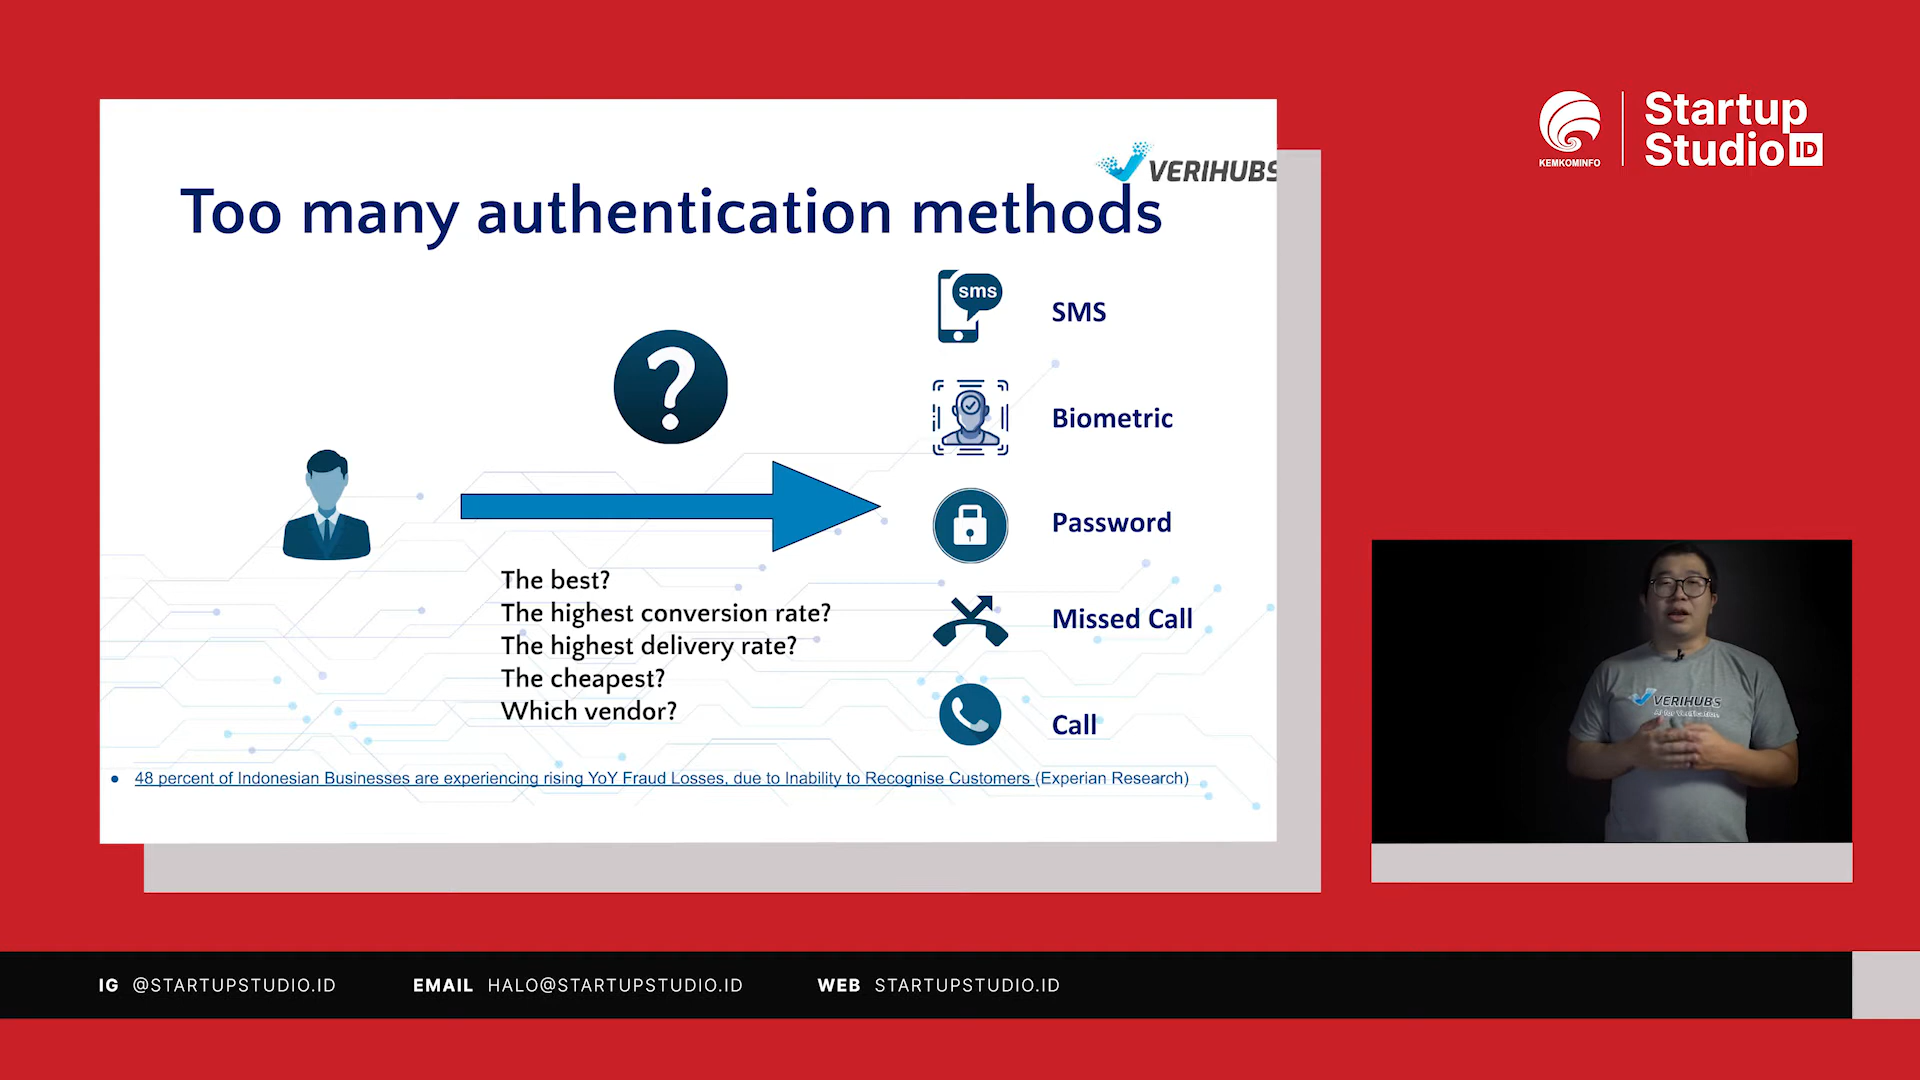 KEMKOMINFO
Startup
Studio ID
VERIHUBS
Too many authentication methods
sms
SMS
Biometric
Password
Missed Call
Call
The best?
The highest conversion rate?
The highest delivery rate?
The cheapest?
Which vendor?
48 percent of Indonesian Businesses are experiencing rising YoY Fraud Losses, due to Inability to Recognise Customers (Experian Research)
VERIHUBS
AI for Verification
IG @STARTUPSTUDIO.ID EMAIL HALO@STARTUPSTUDIO.ID WEB STARTUPSTUDIO.ID